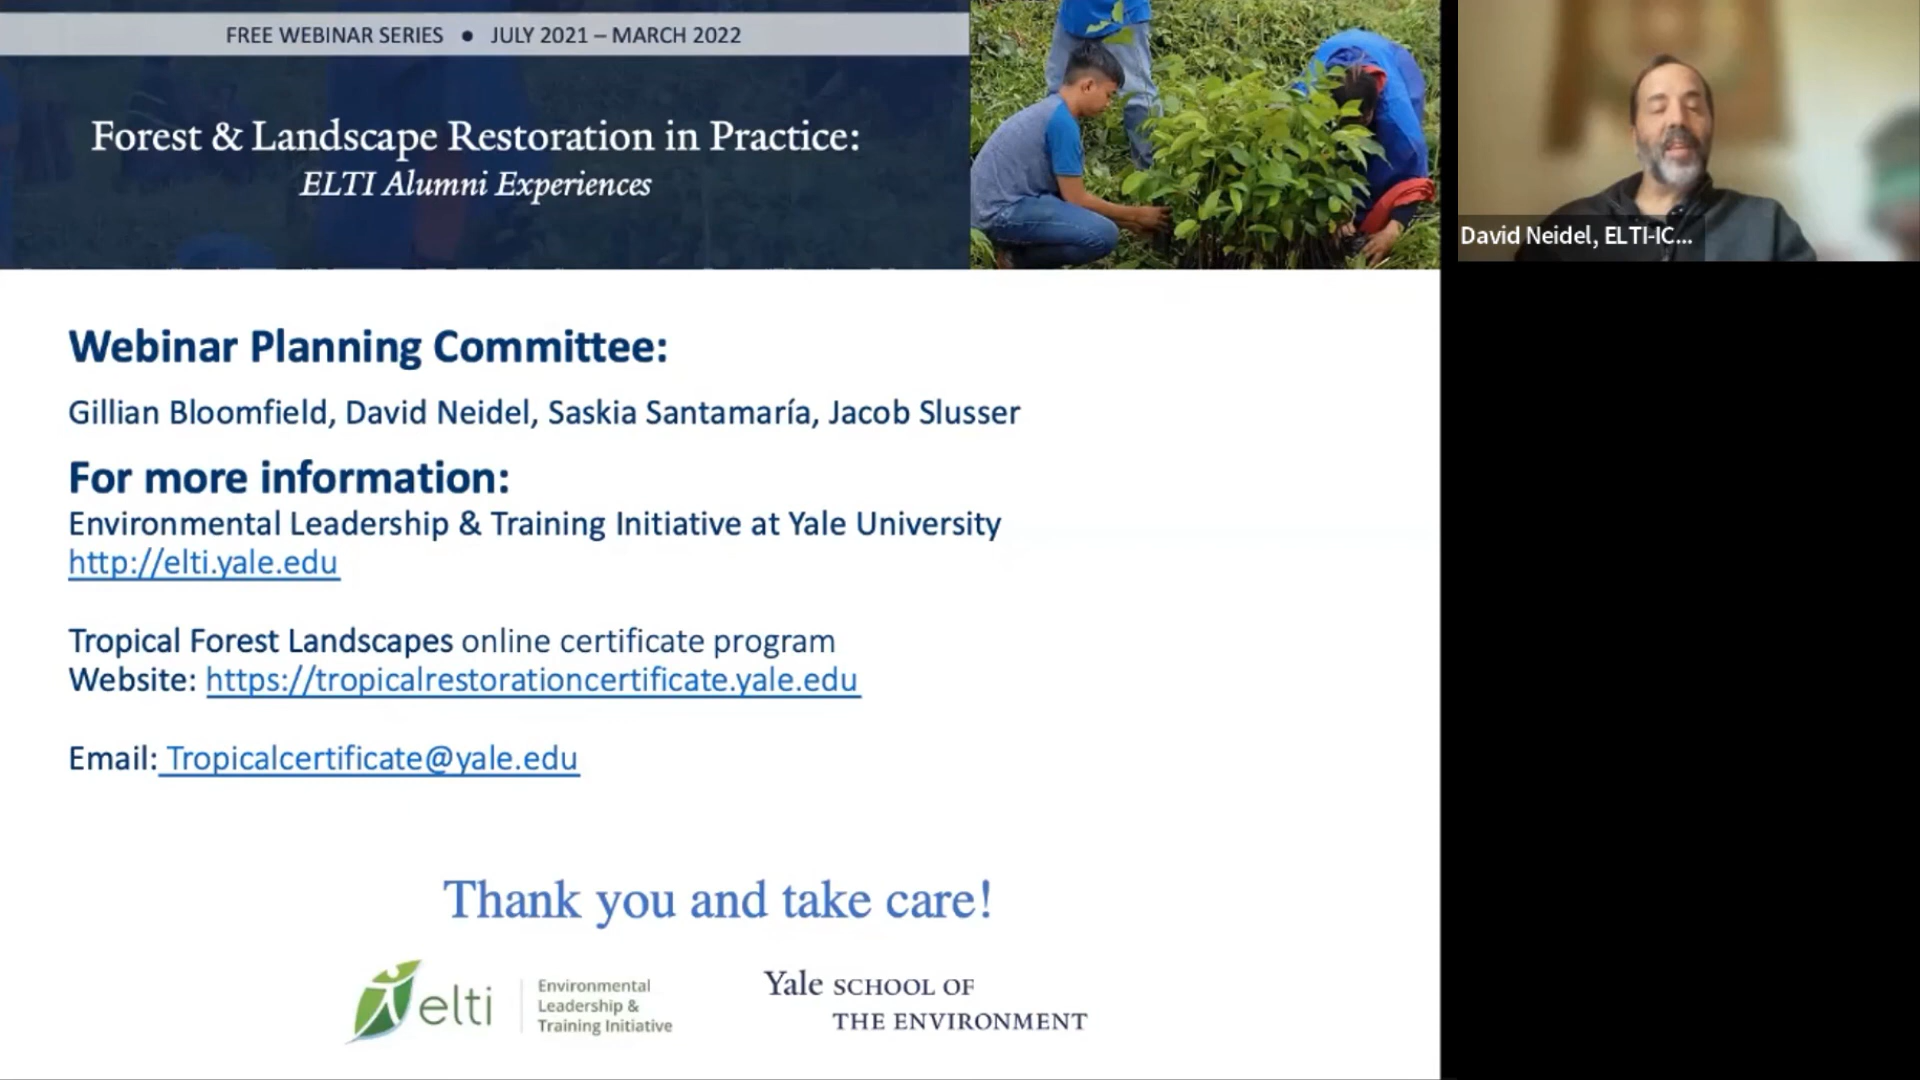 FREE WEBINAR SERIES • JULY 2021 – MARCH 2022
Forest & Landscape Restoration in Practice:
ELTI Alumni Experiences
David Neidel, ELTI-IC...
Webinar Planning Committee:
Gillian Bloomfield, David Neidel, Saskia Santamaría, Jacob Slusser
For more information:
Environmental Leadership & Training Initiative at Yale University
http://elti.yale.edu
Tropical Forest Landscapes online certificate program
Website: https://tropicalrestorationcertificate.yale.edu
Email: Tropicalcertificate@yale.edu
Thank you and take care!
elti
Environmental
Leadership &
Training Initiative
Yale SCHOOL OF
THE ENVIRONMENT